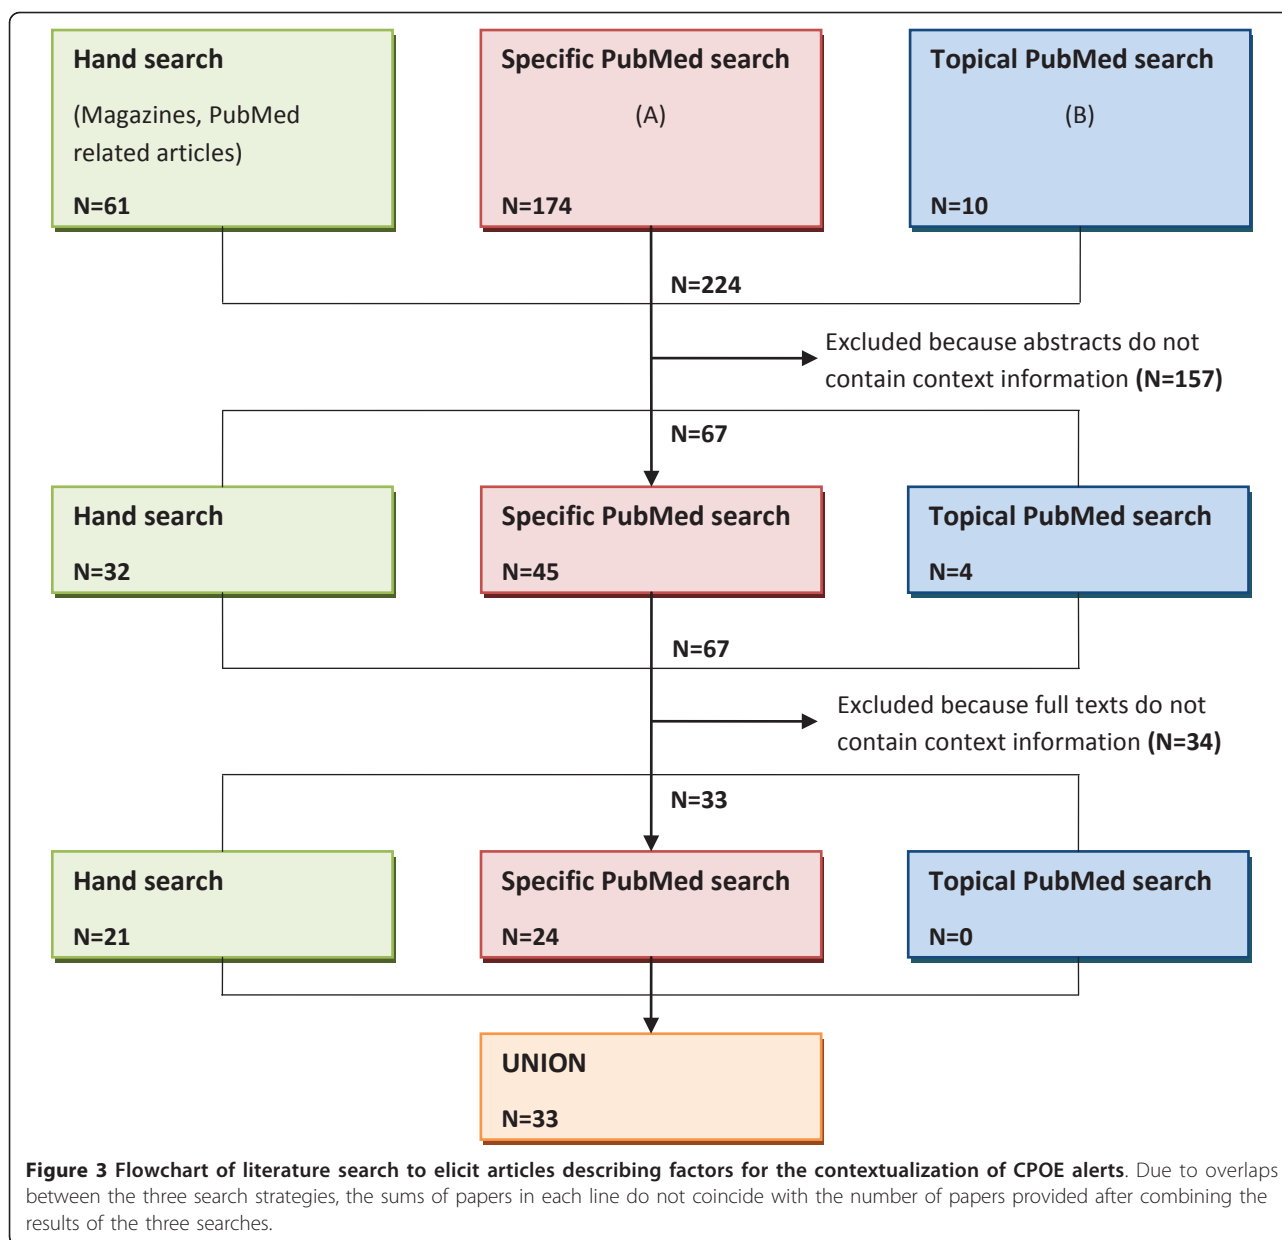 Hand search
(Magazines, PubMed
related articles)
N=61
Specific PubMed search
(A)
N=174
Topical PubMed search
(B)
N=10
N=224
Excluded because abstracts do not
contain context information (N=157)
N=67
Hand search
N=32
Specific PubMed search
N=45
Topical PubMed search
N=4
N=67
Excluded because full texts do not
contain context information (N=34)
N=33
Hand search
N=21
Specific PubMed search
N=24
Topical PubMed search
N=0
UNION
N=33
Figure 3 Flowchart of literature search to elicit articles describing factors for the contextualization of CPOE alerts. Due to overlaps
between the three search strategies, the sums of papers in each line do not coincide with the number of papers provided after combining the
results of the three searches.